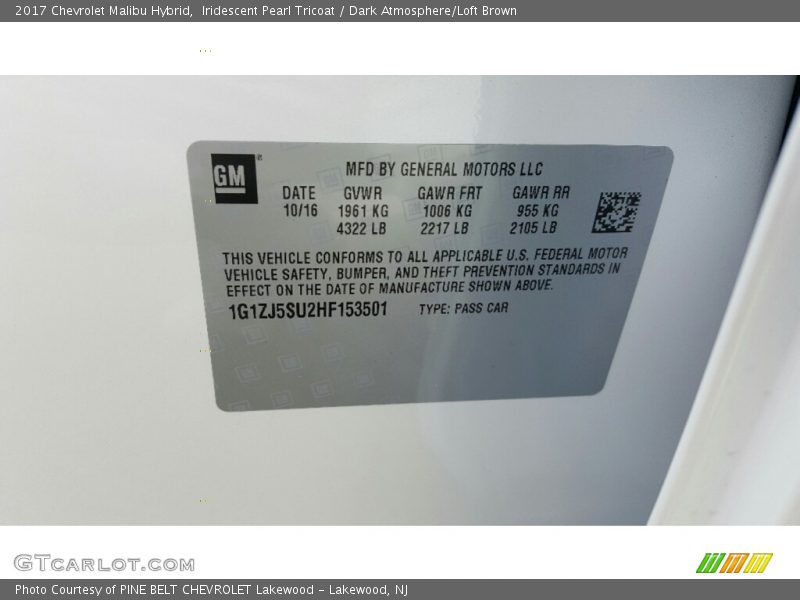 2017 Chevrolet Malibu Hybrid,  Iridescent Pearl Tricoat / Dark Atmosphere/Loft Brown
GM
MFD BY GENERAL MOTORS LLC
DATE GVWR GAWR FRT GAWR RR
10/16 1961 KG 1006 KG 955 KG
4322 LB 2217 LB 2105 LB
THIS VEHICLE CONFORMS TO ALL APPLICABLE U.S. FEDERAL MOTOR
VEHICLE SAFETY, BUMPER, AND THEFT PREVENTION STANDARDS IN
EFFECT ON THE DATE OF MANUFACTURE SHOWN ABOVE.
1G1ZJ5SU2HF153501 TYPE: PASS CAR
GTCARLOT.COM
Photo Courtesy of PINE BELT CHEVROLET Lakewood - Lakewood, NJ